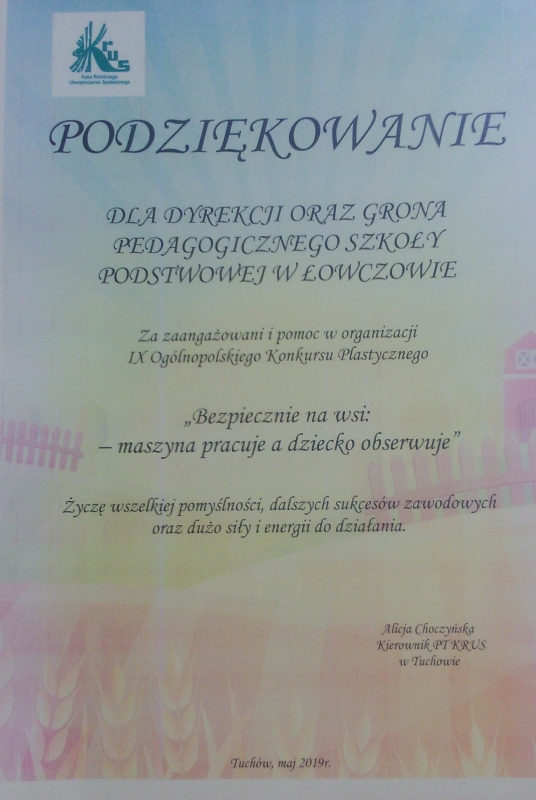 Krus
Kasa Rolniczego
Ubezpieczenia Społecznego
PODZIĘKOWANIE
DLA DYREKCJI ORAZ GRONA
PEDAGOGICZNEGO SZKOŁY
PODSTWOWEJ W ŁOWCZOWIE
Za zaangażowani i pomoc w organizacji
IX Ogólnopolskiego Konkursu Plastycznego
„Bezpiecznie na wsi:
– maszyna pracuje a dziecko obserwuje”
Życzę wszelkiej pomyślności, dalszych sukcesów zawodowych
oraz dużo siły i energii do działania.
Alicja Choczyńska
Kierownik PT KRUS
w Tuchowie
Tuchów, maj 2019r.